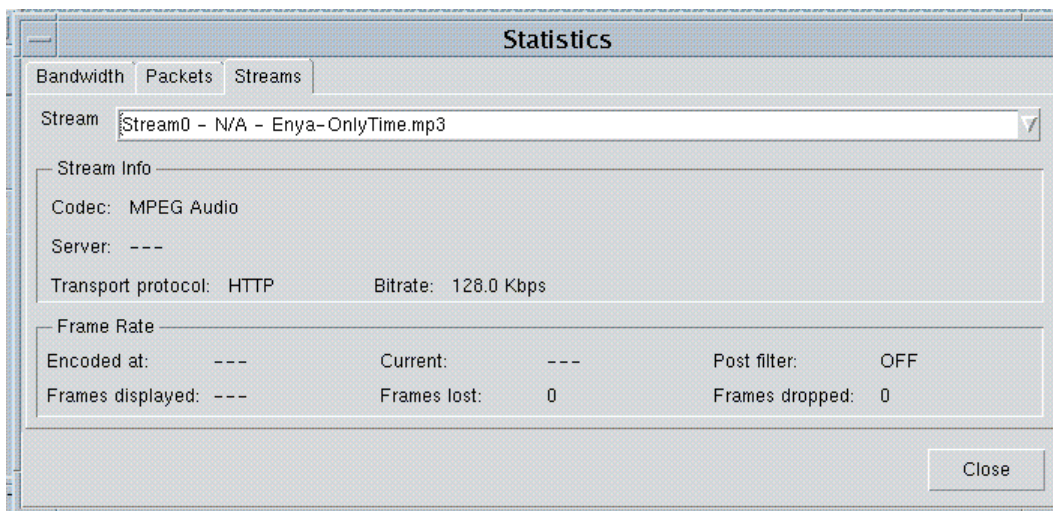 Statistics
Bandwidth Packets Streams
Stream Stream0 - N/A - Enya-OnlyTime.mp3
Stream Info
Codec: MPEG Audio
Server: ---
Transport protocol: HTTP Bitrate: 128.0 Kbps
Frame Rate
Encoded at: --- Current: --- Post filter: OFF
Frames displayed: --- Frames lost: 0 Frames dropped: 0
Close